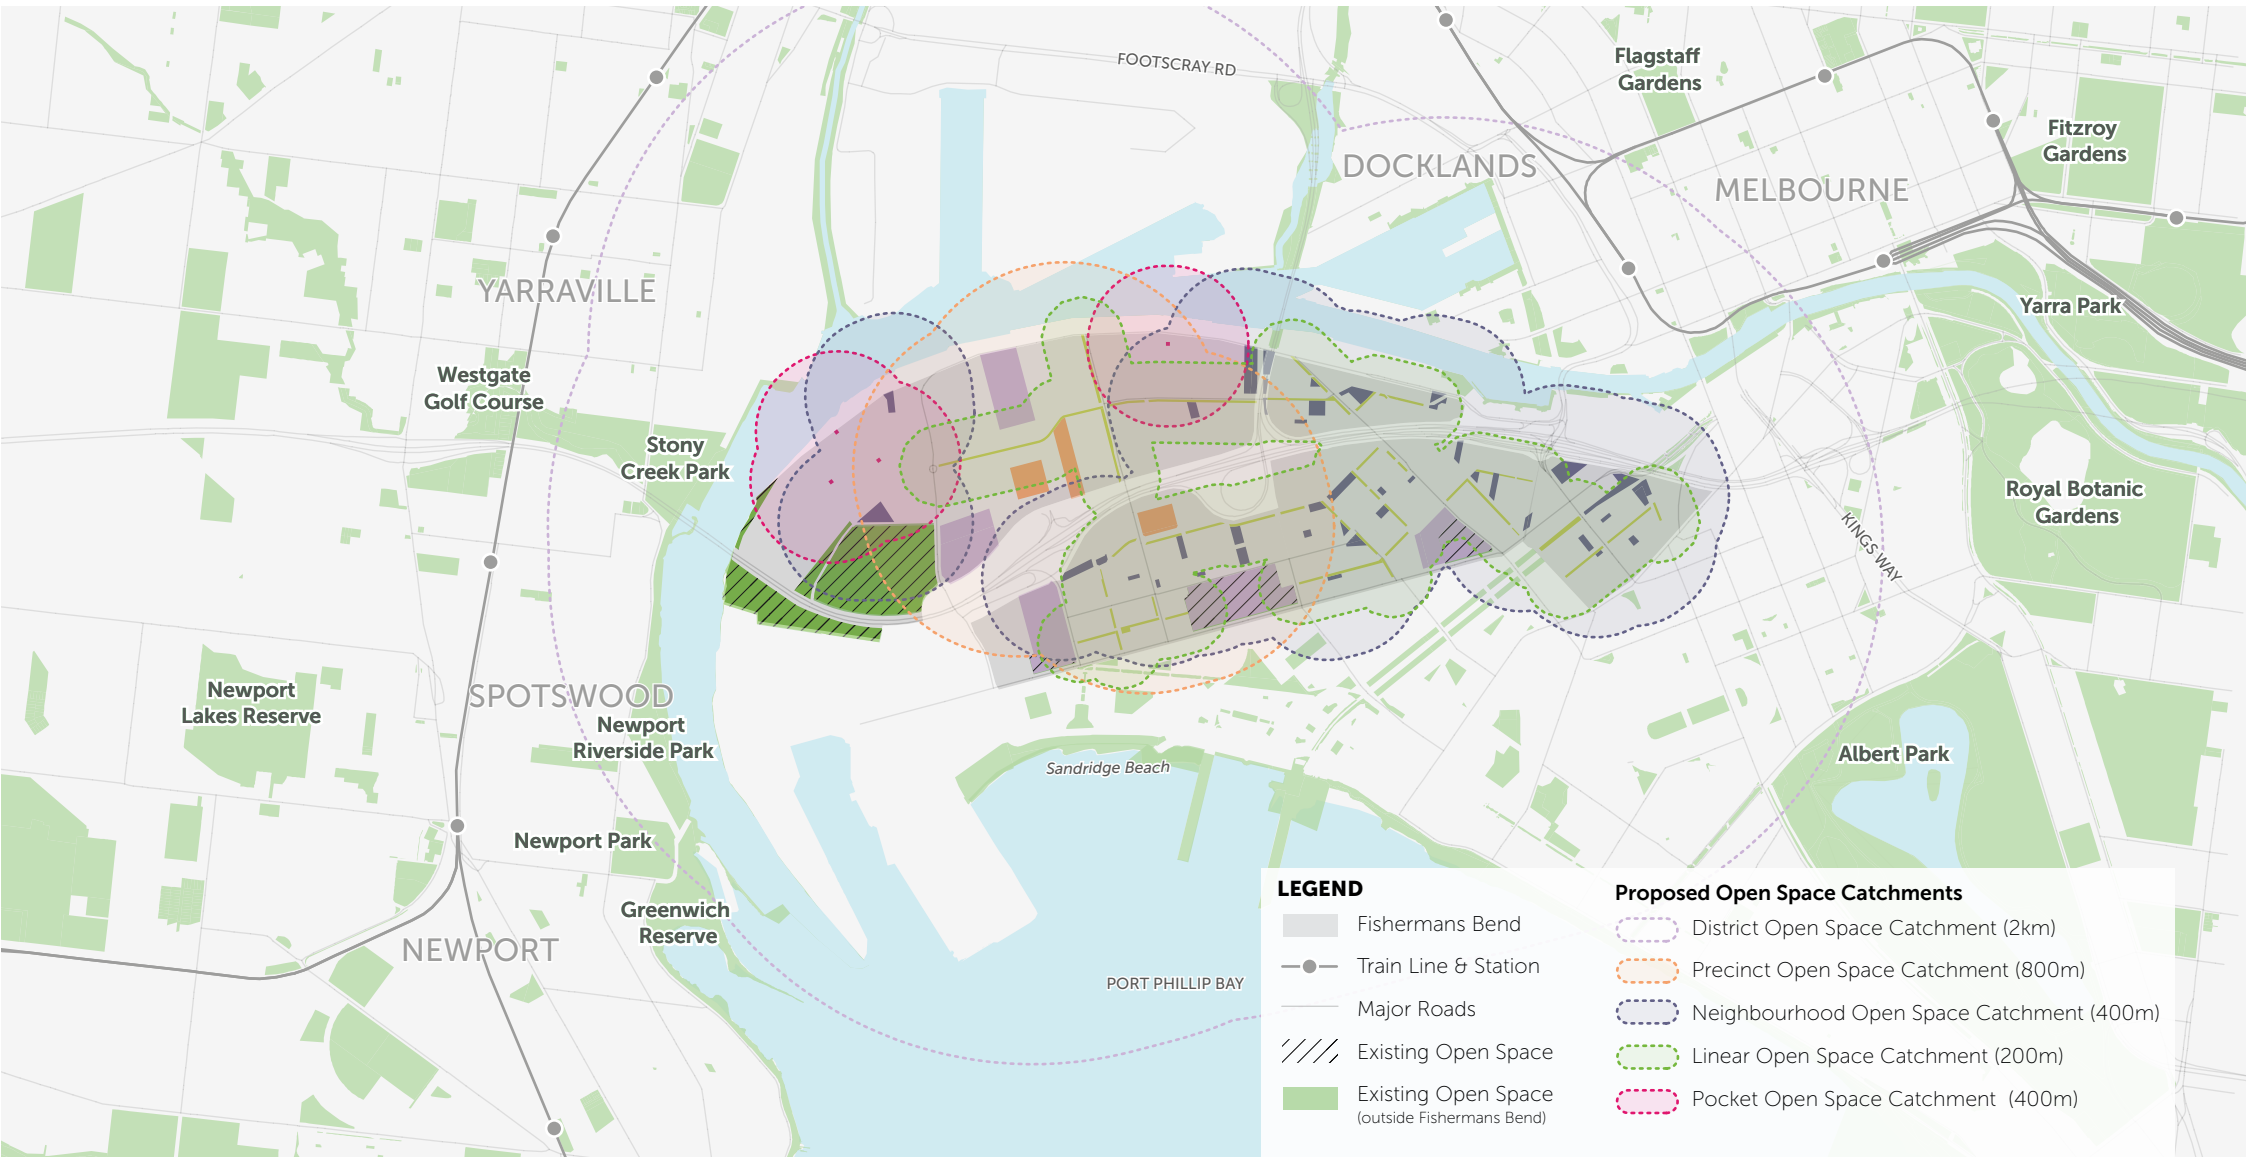 FOOTSCRAY RD
Flagstaff
Gardens
Fitzroy
Gardens
DOCKLANDS
MELBOURNE
YARRAVILLE
Yarra Park
Westgate
Golf Course
Stony
Creek Park
Royal Botanic
Gardens
KINGS WAY
Newport
Lakes Reserve
SPOTSWOOD
Newport
Riverside Park
Sandridge Beach
Albert Park
Newport Park
Greenwich
Reserve
NEWPORT
PORT PHILLIP BAY
LEGEND
Fishermans Bend
Train Line & Station
Major Roads
Existing Open Space
Existing Open Space
(outside Fishermans Bend)
Proposed Open Space Catchments
District Open Space Catchment (2km)
Precinct Open Space Catchment (800m)
Neighbourhood Open Space Catchment (400m)
Linear Open Space Catchment (200m)
Pocket Open Space Catchment (400m)